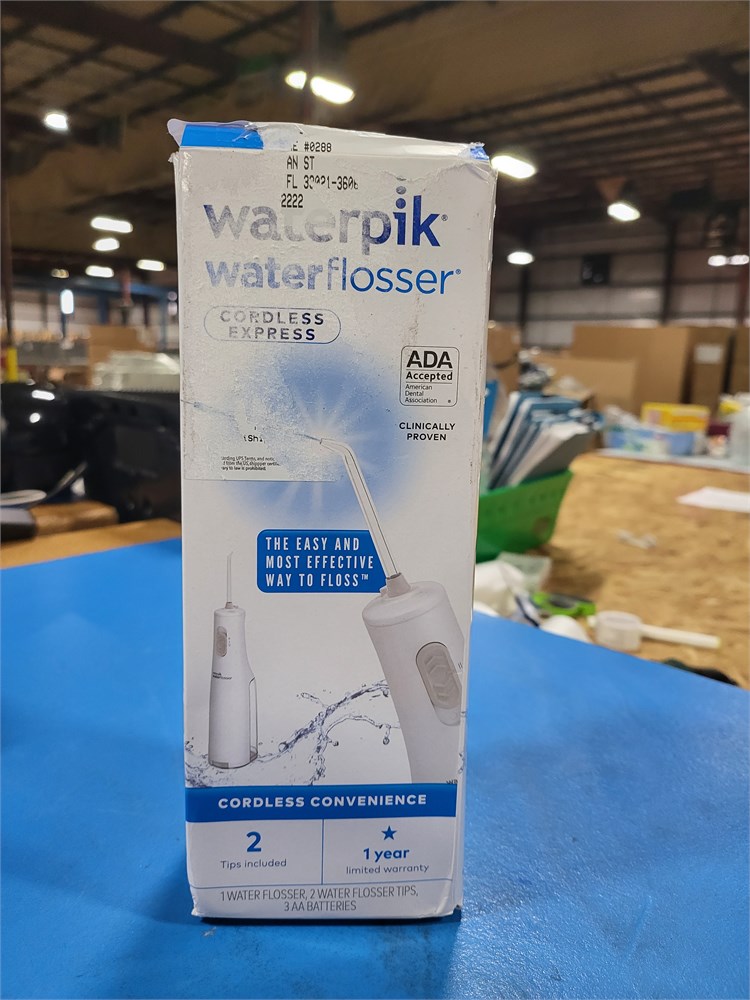 #0288
AN ST
FL
2222
waterpik®
waterflosser®
CORDLESS
EXPRESS
ADA
Accepted
American
Dental
Association
CLINICALLY
PROVEN
THE EASY AND
MOST EFFECTIVE
WAY TO FLOSS™
CORDLESS CONVENIENCE
2
Tips included
1 year
limited warranty
1 WATER FLOSSER, 2 WATER FLOSSER TIPS,
3 AA BATTERIES